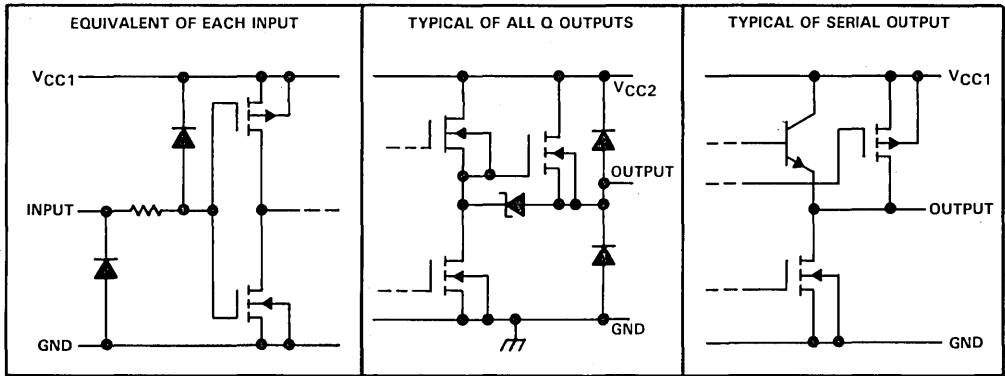 EQUIVALENT OF EACH INPUT
VCC1
INPUT
GND
TYPICAL OF ALL Q OUTPUTS
VCC2
OUTPUT
GND
TYPICAL OF SERIAL OUTPUT
VCC1
OUTPUT
GND